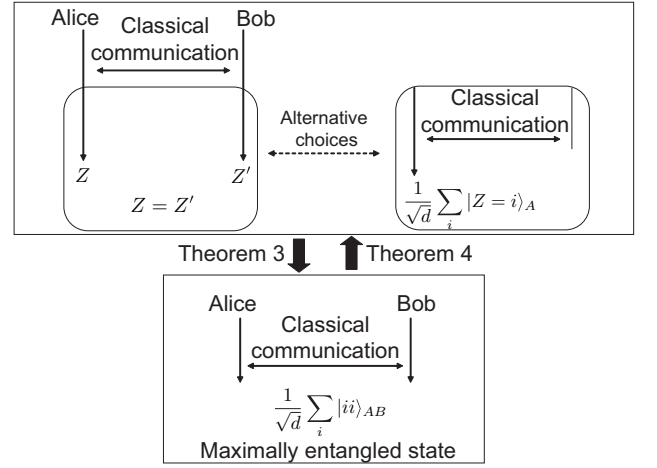 Alice
Bob
Classical
communication
Z
Z′
Z = Z′
Alternative
choices
Classical
communication
1/√d ∑_i |Z = i⟩_A
Theorem 3
Theorem 4
Alice
Bob
Classical
communication
1/√d ∑_i |ii⟩_AB
Maximally entangled state